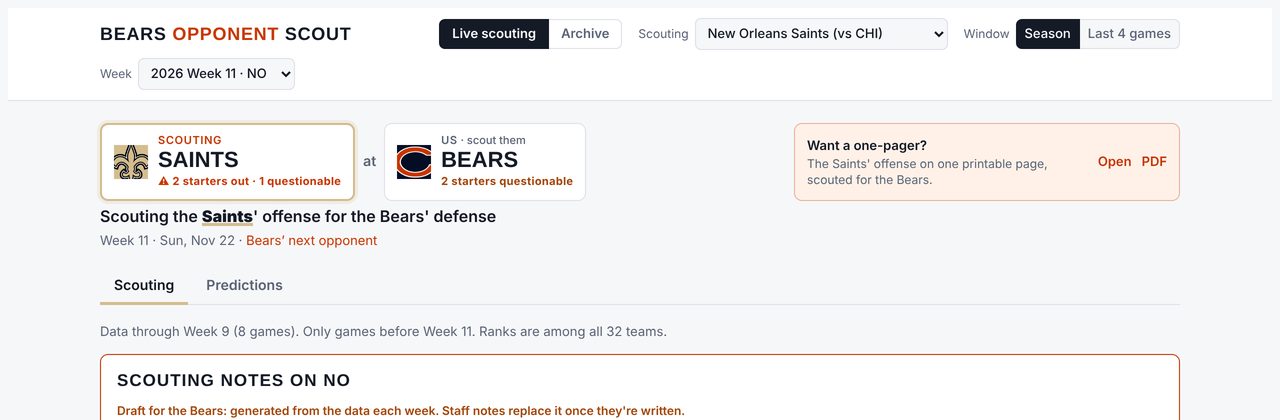 BEARS OPPONENT SCOUT
Live scouting Archive Scouting New Orleans Saints (vs CHI) Window Season Last 4 games
Week 2026 Week 11 · NO
SCOUTING
SAINTS
⚠ 2 starters out · 1 questionable
at
US · scout them
BEARS
2 starters questionable
Want a one-pager?
The Saints' offense on one printable page,
scouted for the Bears.
Open PDF
Scouting the Saints' offense for the Bears' defense
Week 11 · Sun, Nov 22 · Bears’ next opponent
Scouting Predictions
Data through Week 9 (8 games). Only games before Week 11. Ranks are among all 32 teams.
SCOUTING NOTES ON NO
Draft for the Bears: generated from the data each week. Staff notes replace it once they're written.